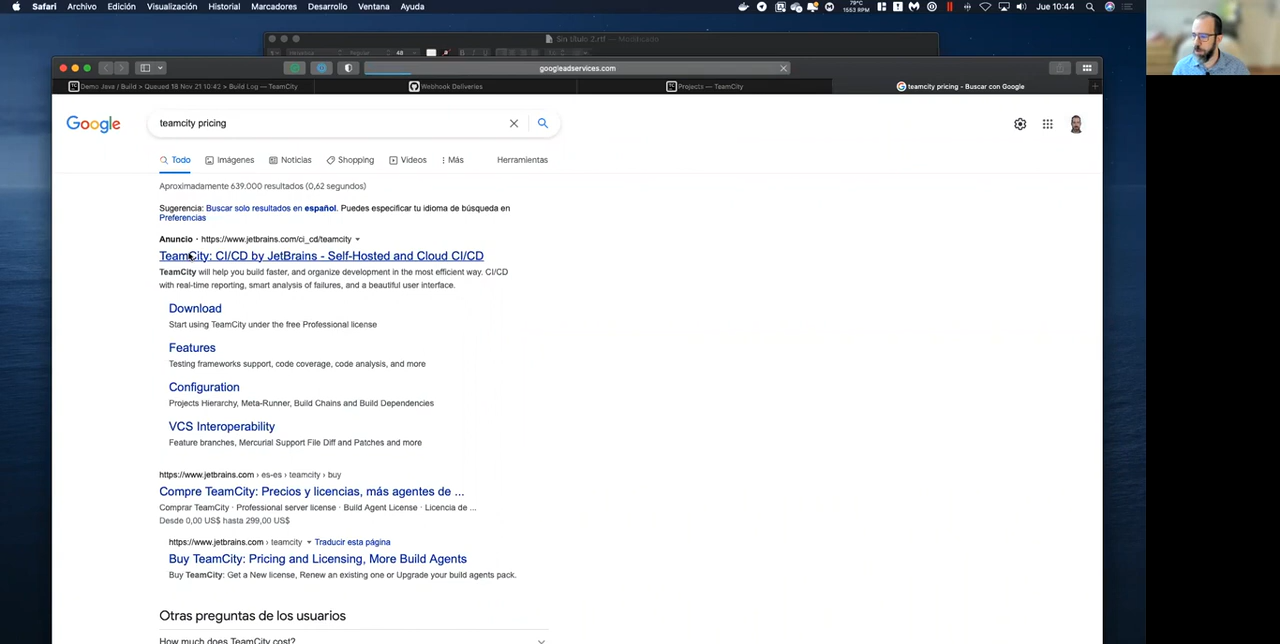 Safari Archivo Edición Visualización Historial Marcadores Desarrollo Ventana Ayuda
79°C
1553 RPM
Jue 10:44
Sin título 2.rtf — Modificado
48
googleadservices.com
Demo Java / Build > Queued 18 Nov 21 10:42 > Build Log — TeamCity
Webhook Deliveries
Projects — TeamCity
teamcity pricing - Buscar con Google
Google
teamcity pricing
Todo Imágenes Noticias Shopping Vídeos Más Herramientas
Aproximadamente 639.000 resultados (0,62 segundos)
Sugerencia: Buscar solo resultados en español. Puedes especificar tu idioma de búsqueda en
Preferencias
Anuncio · https://www.jetbrains.com/ci_cd/teamcity
TeamCity: CI/CD by JetBrains - Self-Hosted and Cloud CI/CD
TeamCity will help you build faster, and organize development in the most efficient way. CI/CD
with real-time reporting, smart analysis of failures, and a beautiful user interface.
Download
Start using TeamCity under the free Professional license
Features
Testing frameworks support, code coverage, code analysis, and more
Configuration
Projects Hierarchy, Meta-Runner, Build Chains and Build Dependencies
VCS Interoperability
Feature branches, Mercurial Support File Diff and Patches and more
https://www.jetbrains.com › es-es › teamcity › buy
Compre TeamCity: Precios y licencias, más agentes de ...
Comprar TeamCity · Professional server license · Build Agent License · Licencia de ...
Desde 0,00 US$ hasta 299,00 US$
https://www.jetbrains.com › teamcity Traducir esta página
Buy TeamCity: Pricing and Licensing, More Build Agents
Buy TeamCity: Get a New license, Renew an existing one or Upgrade your build agents pack.
Otras preguntas de los usuarios
How much does TeamCity cost?